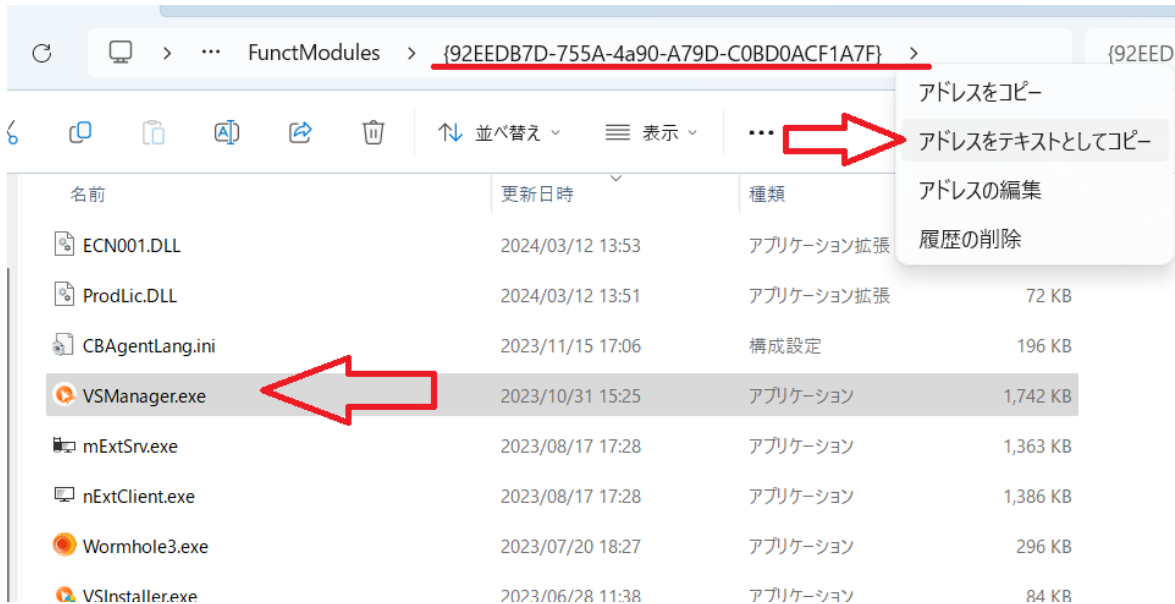 FunctModules > {92EEDB7D-755A-4a90-A79D-C0BD0ACF1A7F} >
{92EED
アドレスをコピー
アドレスをテキストとしてコピー
アドレスの編集
履歴の削除
並べ替え
表示
名前 更新日時 種類
ECN001.DLL 2024/03/12 13:53 アプリケーション拡張
ProdLic.DLL 2024/03/12 13:51 アプリケーション拡張 72 KB
CBAgentLang.ini 2023/11/15 17:06 構成設定 196 KB
VSManager.exe 2023/10/31 15:25 アプリケーション 1,742 KB
mExtSrv.exe 2023/08/17 17:28 アプリケーション 1,363 KB
nExtClient.exe 2023/08/17 17:28 アプリケーション 1,386 KB
Wormhole3.exe 2023/07/20 18:27 アプリケーション 296 KB
VSInstaller.exe 2023/06/28 11:38 アプリケーション 84 KB